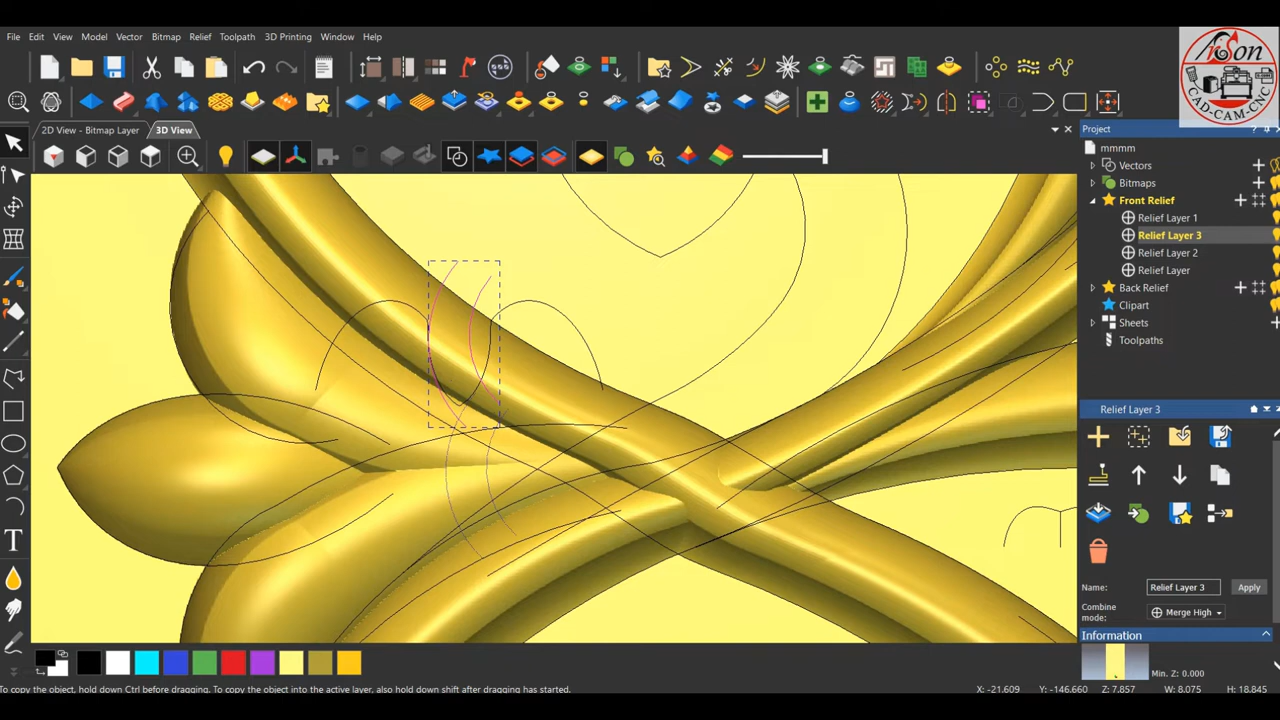 File Edit View Model Vector Bitmap Relief Toolpath 3D Printing Window Help
OrSon
CAD-CAM-CNC
2D View - Bitmap Layer 3D View
Project
mmmm
Vectors
Bitmaps
Front Relief
Relief Layer 1
Relief Layer 3
Relief Layer 2
Relief Layer
Back Relief
Clipart
Sheets
Toolpaths
Relief Layer 3
Name: Relief Layer 3 Apply
Combine mode: Merge High
Information
Min. Z: 0.000
To copy the object, hold down Ctrl before dragging. To copy the object into the active layer, also hold down shift after dragging has started.
X: -21.609 Y: -146.660 Z: 7.857 W: 8.075 H: 18.845